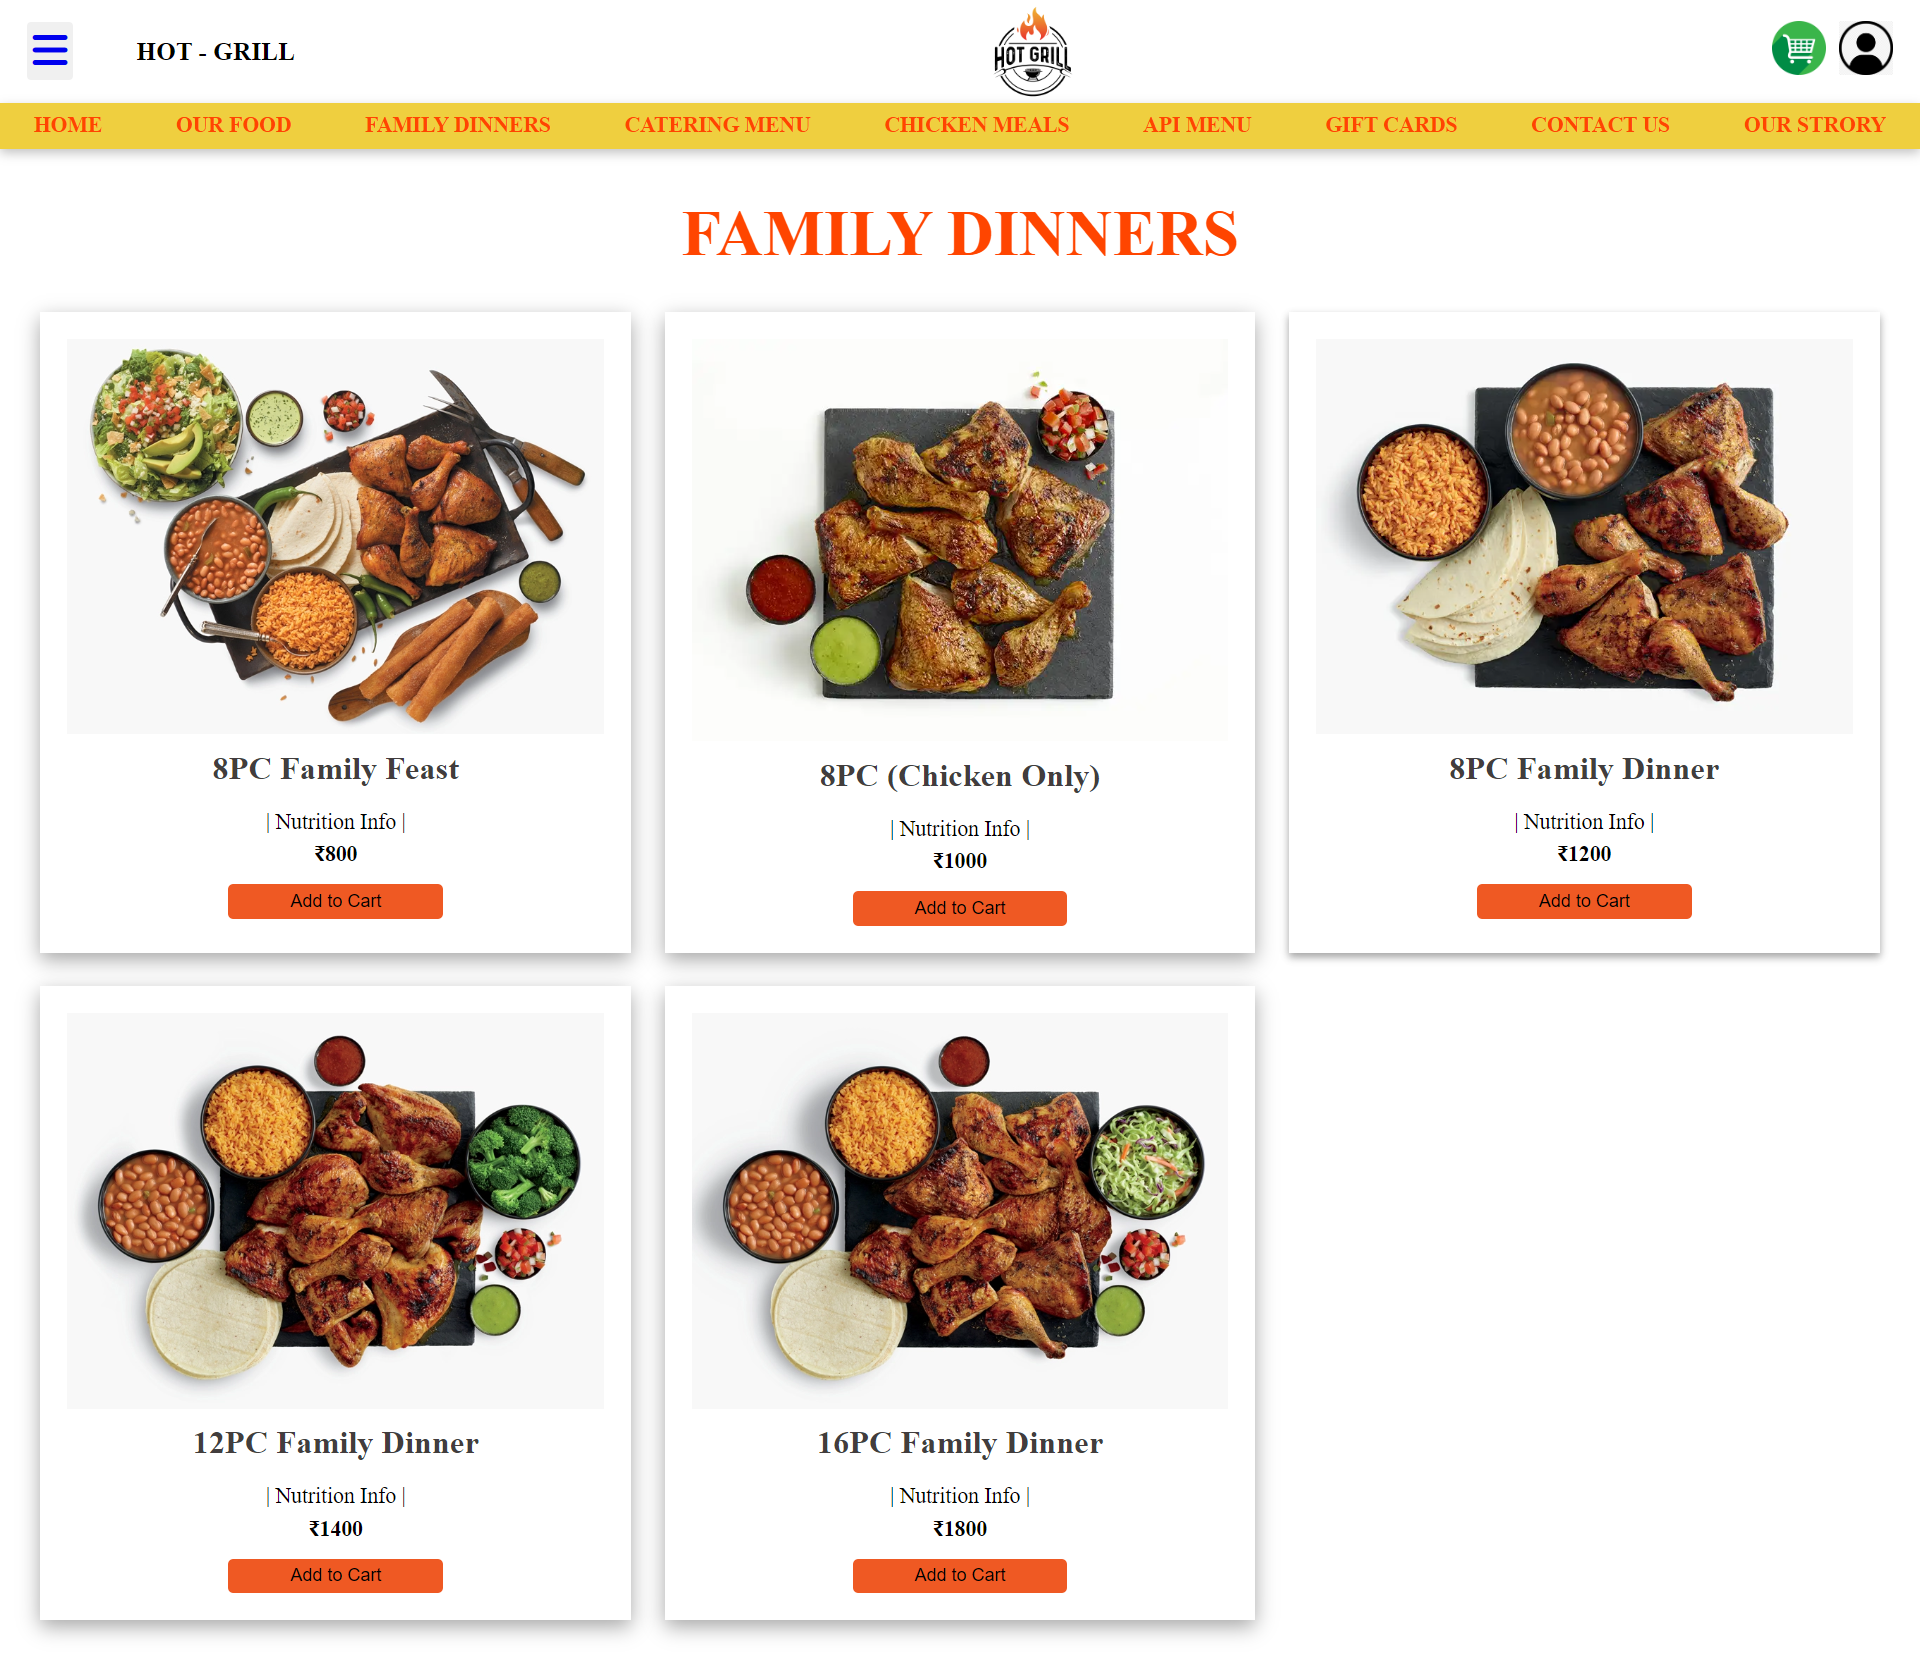 HOT - GRILL
HOT GRILL
HOME OUR FOOD FAMILY DINNERS CATERING MENU CHICKEN MEALS API MENU GIFT CARDS CONTACT US OUR STRORY
FAMILY DINNERS
8PC Family Feast
| Nutrition Info |
₹800
Add to Cart
8PC (Chicken Only)
| Nutrition Info |
₹1000
Add to Cart
8PC Family Dinner
| Nutrition Info |
₹1200
Add to Cart
12PC Family Dinner
| Nutrition Info |
₹1400
Add to Cart
16PC Family Dinner
| Nutrition Info |
₹1800
Add to Cart